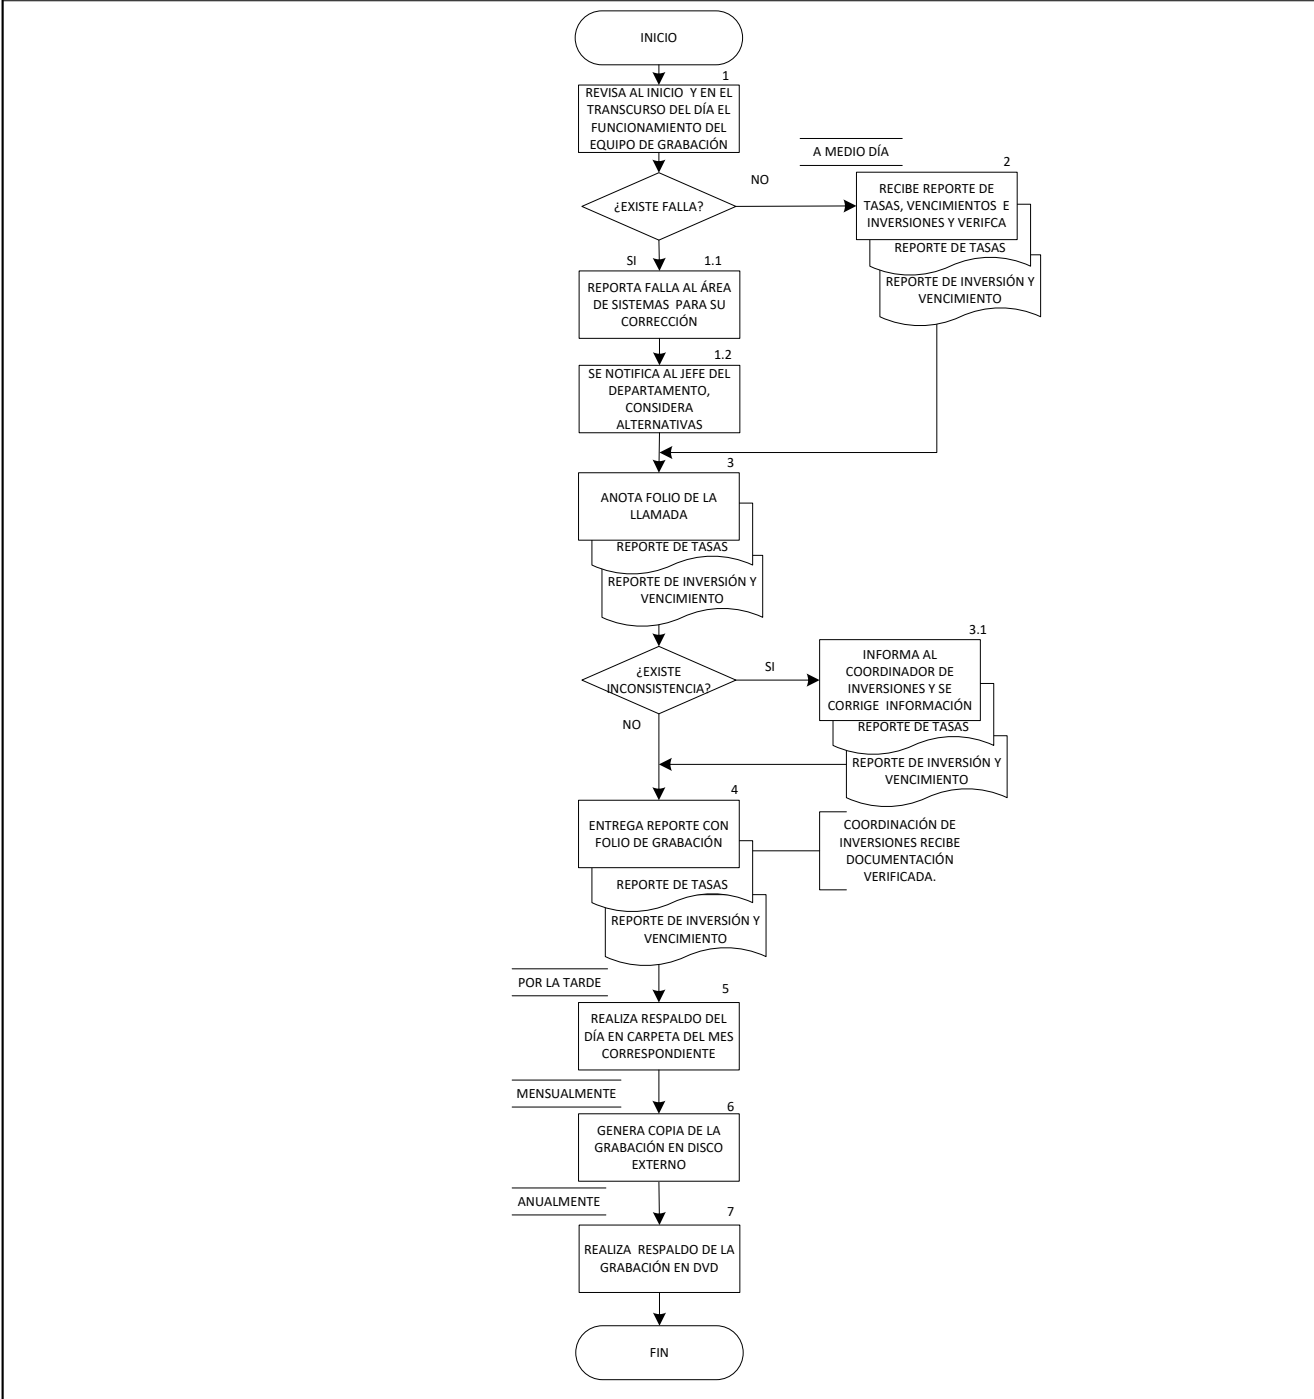 INICIO
1
REVISA AL INICIO Y EN EL
TRANSCURSO DEL DÍA EL
FUNCIONAMIENTO DEL
EQUIPO DE GRABACIÓN
¿EXISTE FALLA?
NO
A MEDIO DÍA
2
RECIBE REPORTE DE
TASAS, VENCIMIENTOS E
INVERSIONES Y VERIFCA
REPORTE DE TASAS
REPORTE DE INVERSIÓN Y
VENCIMIENTO
SI
1.1
REPORTA FALLA AL ÁREA
DE SISTEMAS PARA SU
CORRECCIÓN
1.2
SE NOTIFICA AL JEFE DEL
DEPARTAMENTO,
CONSIDERA
ALTERNATIVAS
3
ANOTA FOLIO DE LA
LLAMADA
REPORTE DE TASAS
REPORTE DE INVERSIÓN Y
VENCIMIENTO
¿EXISTE
INCONSISTENCIA?
SI
3.1
INFORMA AL
COORDINADOR DE
INVERSIONES Y SE
CORRIGE INFORMACIÓN
REPORTE DE TASAS
REPORTE DE INVERSIÓN Y
VENCIMIENTO
NO
4
ENTREGA REPORTE CON
FOLIO DE GRABACIÓN
REPORTE DE TASAS
REPORTE DE INVERSIÓN Y
VENCIMIENTO
COORDINACIÓN DE
INVERSIONES RECIBE
DOCUMENTACIÓN
VERIFICADA.
POR LA TARDE
5
REALIZA RESPALDO DEL
DÍA EN CARPETA DEL MES
CORRESPONDIENTE
MENSUALMENTE
6
GENERA COPIA DE LA
GRABACIÓN EN DISCO
EXTERNO
ANUALMENTE
7
REALIZA RESPALDO DE LA
GRABACIÓN EN DVD
FIN